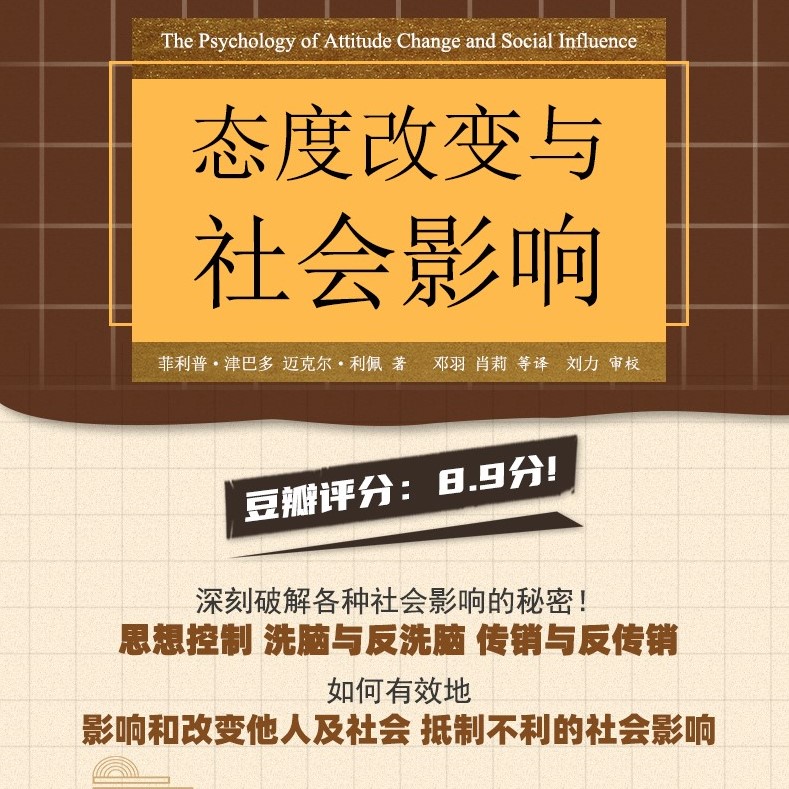 The Psychology of Attitude Change and Social Influence
态度改变与
社会影响
菲利普·津巴多 迈克尔·利佩 著 邓羽 肖莉 等译 刘力 审校
豆瓣评分：8.9分!
深刻破解各种社会影响的秘密！
思想控制 洗脑与反洗脑 传销与反传销
如何有效地
影响和改变他人及社会 抵制不利的社会影响